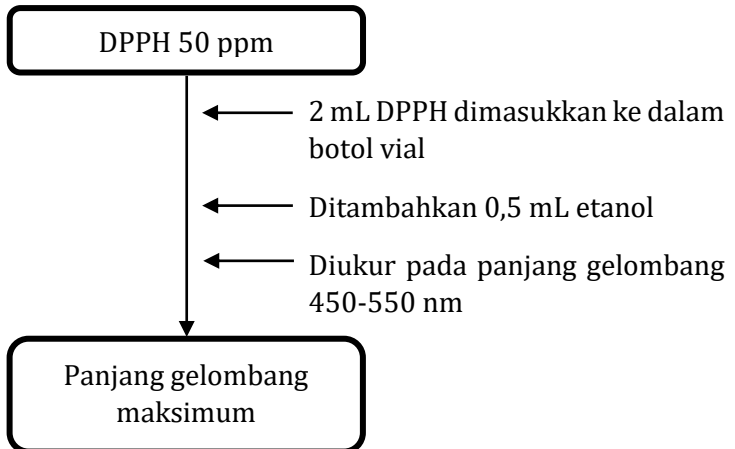 DPPH 50 ppm
2 mL DPPH dimasukkan ke dalam
botol vial
Ditambahkan 0,5 mL etanol
Diukur pada panjang gelombang
450-550 nm
Panjang gelombang
maksimum